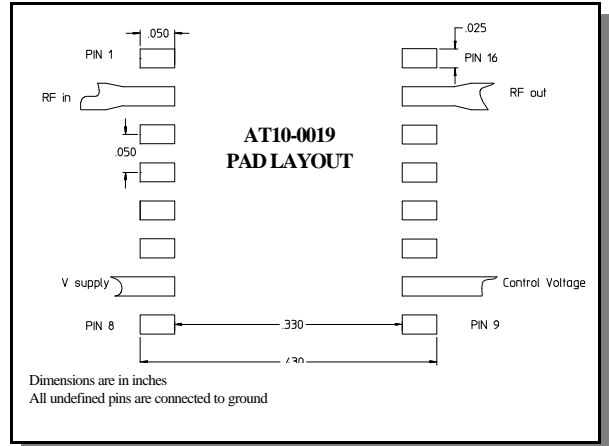 .050
.025
PIN 1
PIN 16
RF in
RF out
AT10-0019
PAD LAYOUT
.050
V supply
Control Voltage
PIN 8
.330
PIN 9
.430
Dimensions are in inches
All undefined pins are connected to ground